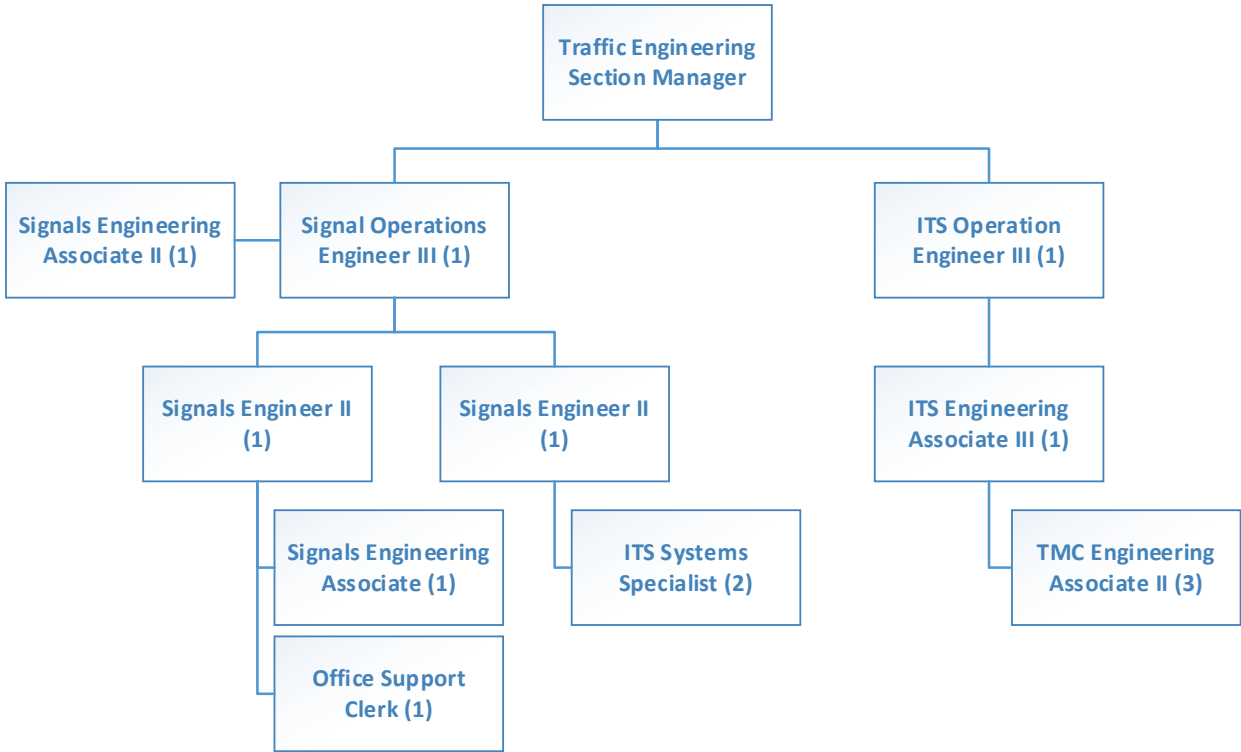 Traffic Engineering
Section Manager
Signals Engineering
Associate II (1)
Signal Operations
Engineer III (1)
ITS Operation
Engineer III (1)
Signals Engineer II
(1)
Signals Engineer II
(1)
ITS Engineering
Associate III (1)
Signals Engineering
Associate (1)
ITS Systems
Specialist (2)
TMC Engineering
Associate II (3)
Office Support
Clerk (1)